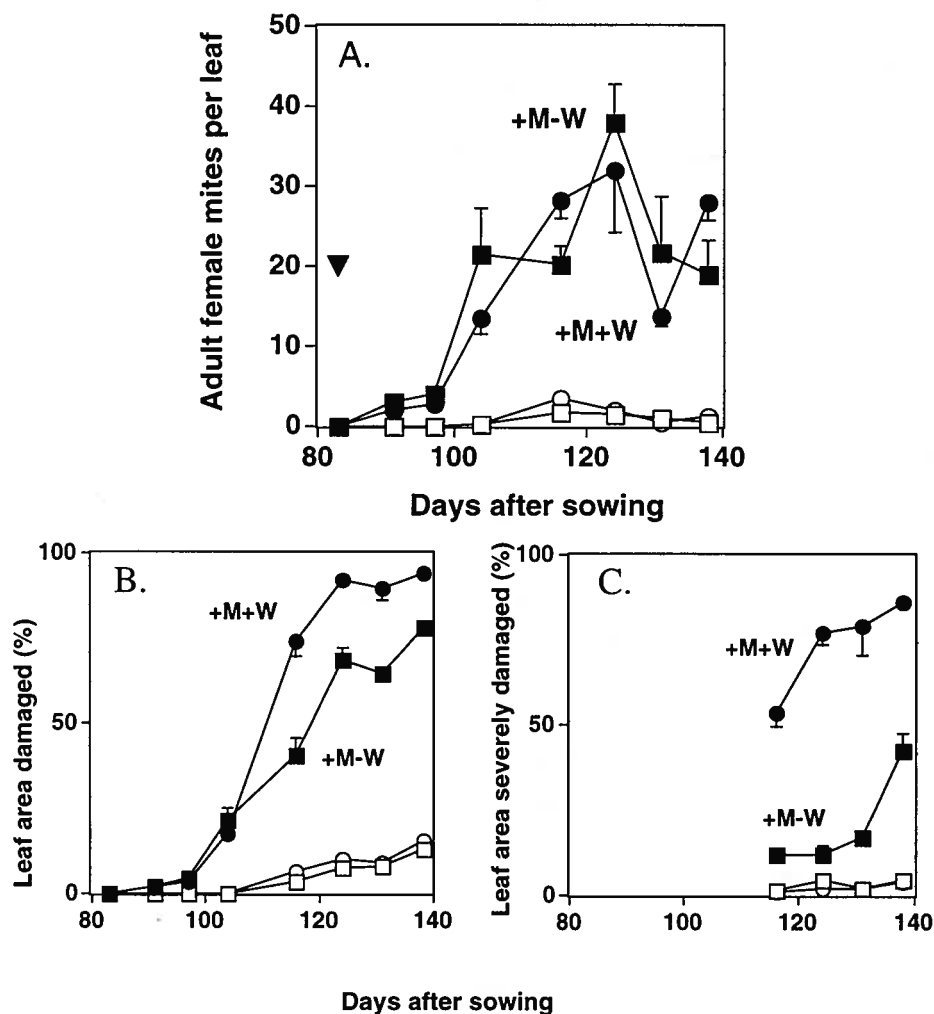 A.
Adult female mites per leaf
50
40
30
20
10
0
+M-W
+M+W
80
100
120
140
Days after sowing
B.
Leaf area damaged (%)
100
50
0
+M+W
+M-W
80
100
120
140
C.
Leaf area severely damaged (%)
100
50
0
+M+W
+M-W
80
100
120
140
Days after sowing